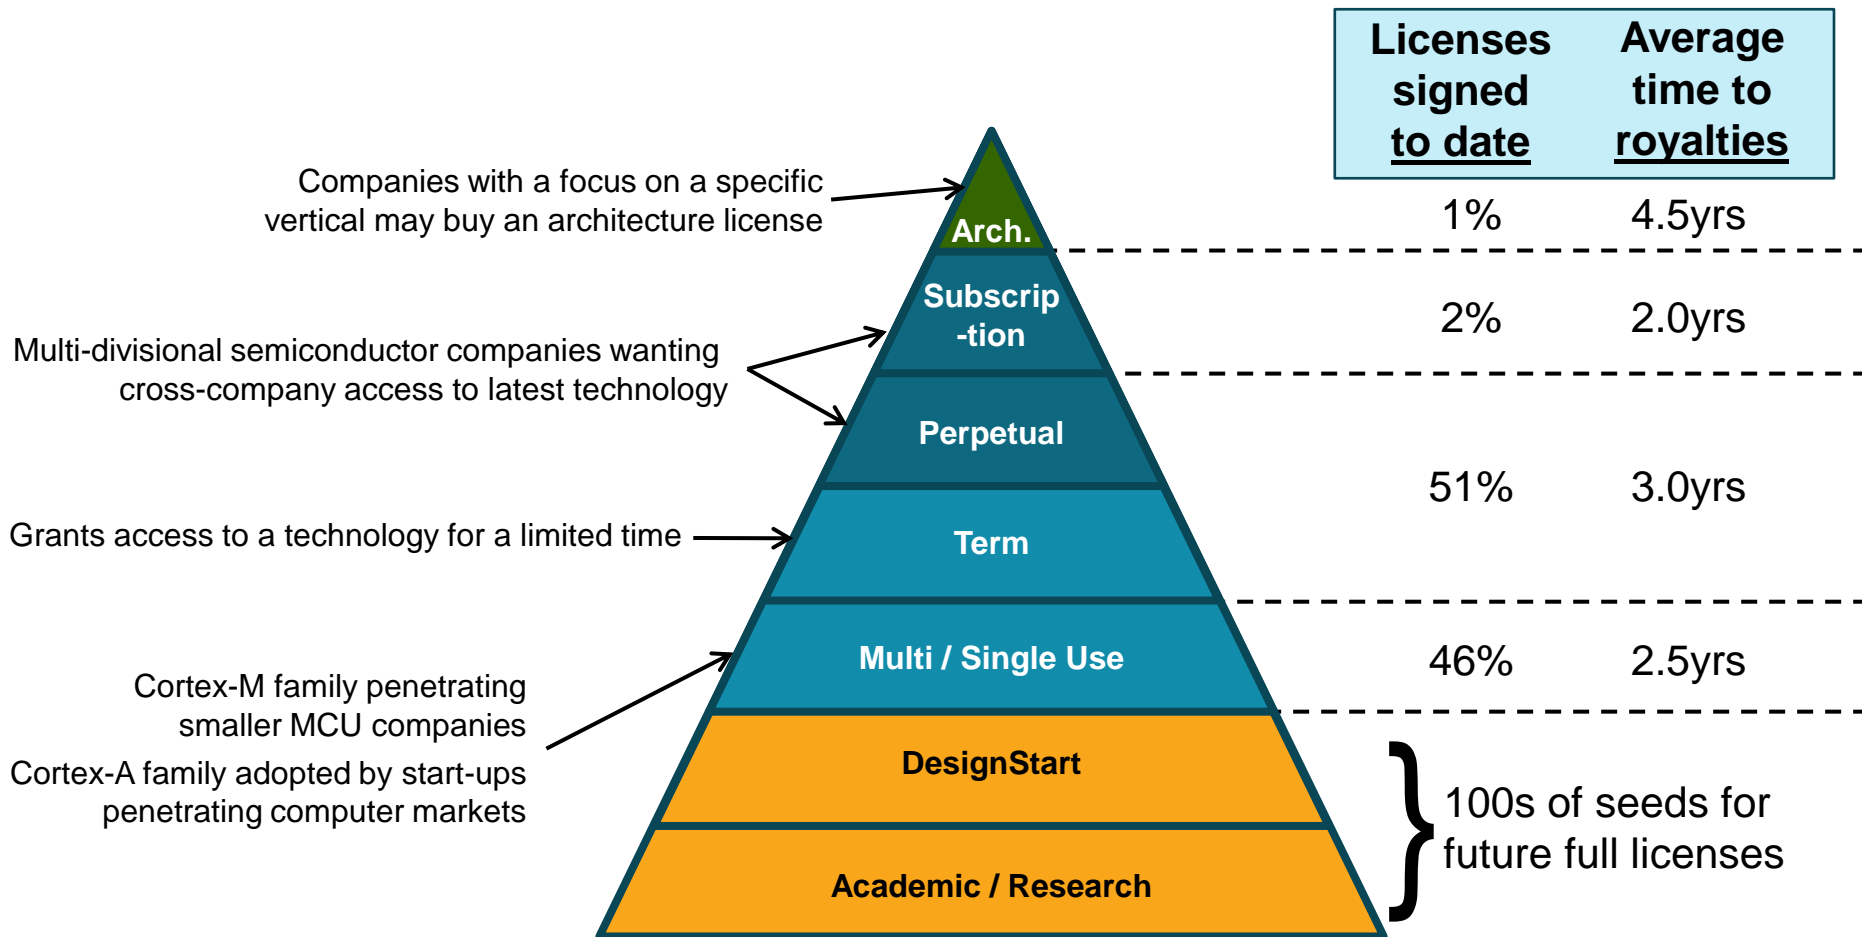 Licenses
signed
to date
Average
time to
royalties
Companies with a focus on a specific
vertical may buy an architecture license
Arch.
1%
4.5yrs
Subscrip
-tion
2%
2.0yrs
Multi-divisional semiconductor companies wanting
cross-company access to latest technology
Perpetual
51%
3.0yrs
Grants access to a technology for a limited time
Term
Multi / Single Use
46%
2.5yrs
Cortex-M family penetrating
smaller MCU companies
Cortex-A family adopted by start-ups
penetrating computer markets
DesignStart
100s of seeds for
future full licenses
Academic / Research